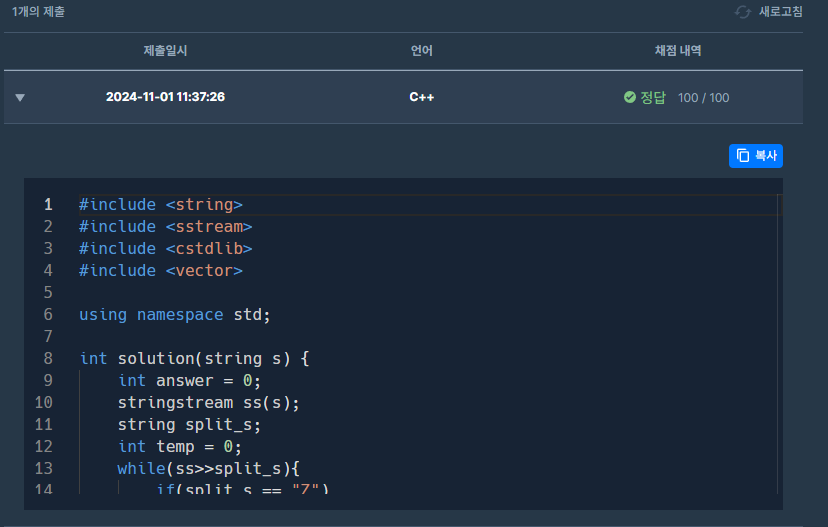 1개의 제출
새로고침
제출일시 언어 채점 내역
2024-11-01 11:37:26 C++ 정답 100 / 100
복사
1 #include <string>
2 #include <sstream>
3 #include <cstdlib>
4 #include <vector>
5
6 using namespace std;
7
8 int solution(string s) {
9 int answer = 0;
10 stringstream ss(s);
11 string split_s;
12 int temp = 0;
13 while(ss>>split_s){
14 if(split_s == "Z")